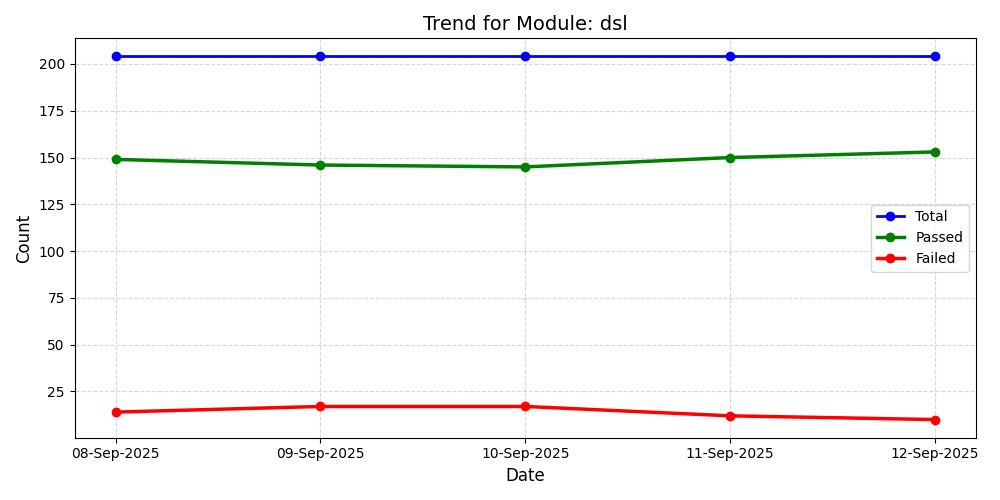 Trend for Module: dsl
200
175
150
125
100
75
50
25
Count
Total
Passed
Failed
08-Sep-2025 09-Sep-2025 10-Sep-2025 11-Sep-2025 12-Sep-2025
Date